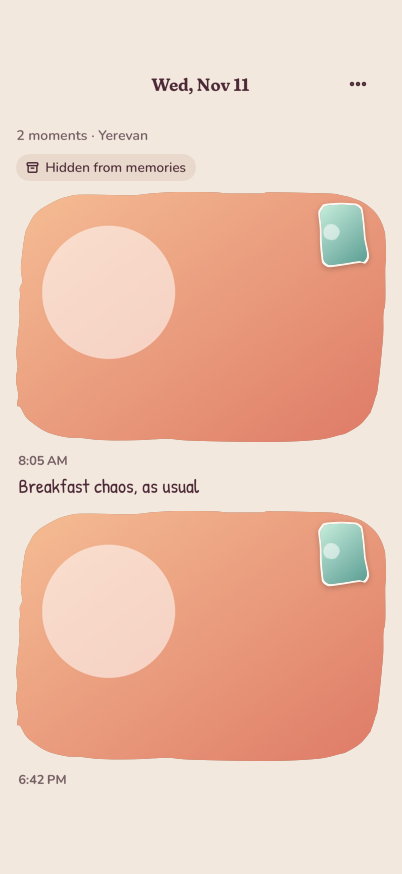 Wed, Nov 11
2 moments · Yerevan
Hidden from memories
8:05 AM
Breakfast chaos, as usual
6:42 PM